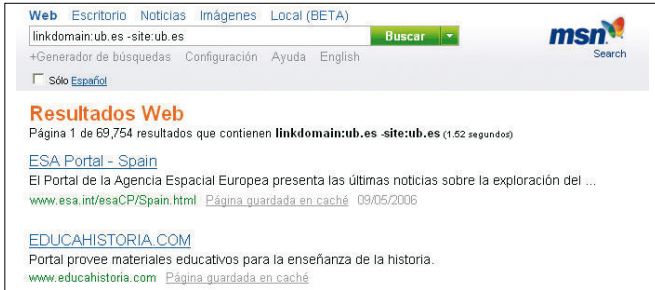 Web Escritorio Noticias Imágenes Local (BETA)
linkdomain:ub.es -site:ub.es Buscar
msn
Search
+Generador de búsquedas Configuración Ayuda English
Sólo Español
Resultados Web
Página 1 de 69,754 resultados que contienen linkdomain:ub.es -site:ub.es (1.52 segundos)
ESA Portal - Spain
El Portal de la Agencia Espacial Europea presenta las últimas noticias sobre la exploración del ...
www.esa.int/esaCP/Spain.html Página guardada en caché 09/05/2006
EDUCAHISTORIA.COM
Portal provee materiales educativos para la enseñanza de la historia.
www.educahistoria.com Página guardada en caché